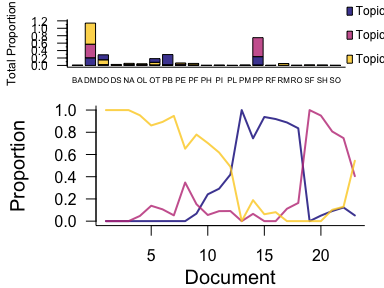 Total Proportion
1.2
1.0
0.8
0.6
0.4
0.2
0.0
BA DM DO DS NA OL OT PB PE PF PH PI PL PM PP RF RM RO SF SH SO
Topic
Topic
Topic
Proportion
1.0
0.8
0.6
0.4
0.2
0.0
5 10 15 20
Document